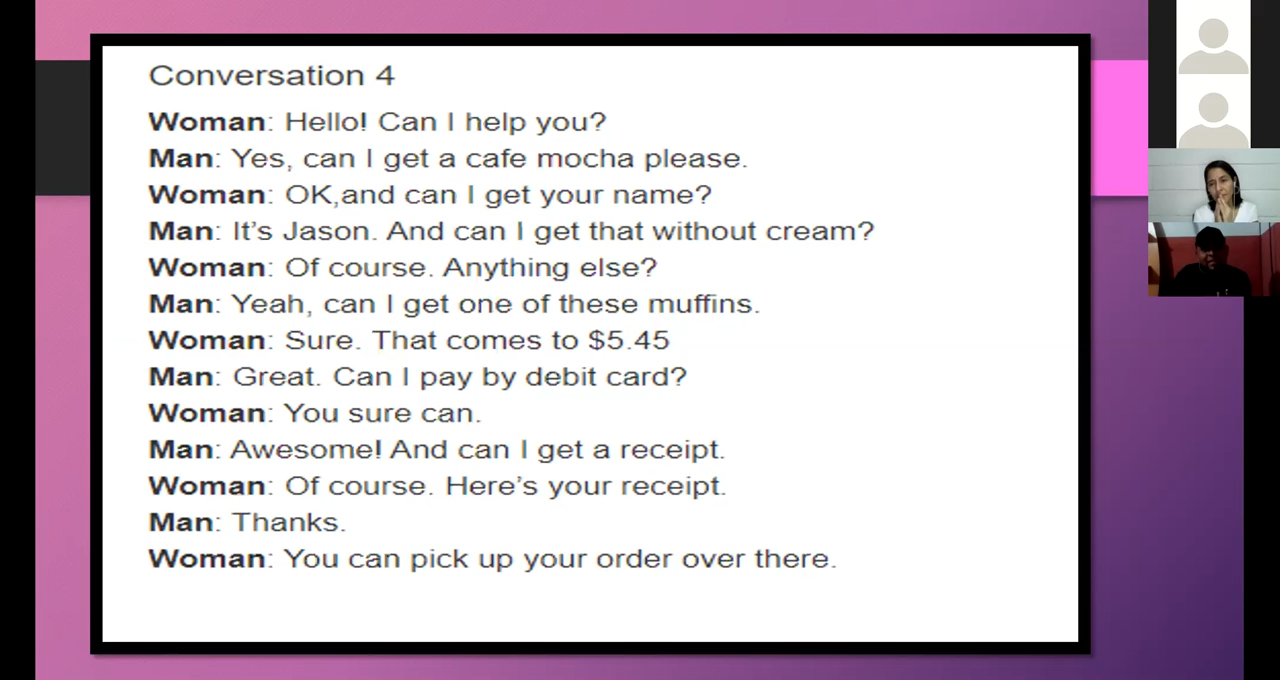 Conversation 4
Woman: Hello! Can I help you?
Man: Yes, can I get a cafe mocha please.
Woman: OK,and can I get your name?
Man: It's Jason. And can I get that without cream?
Woman: Of course. Anything else?
Man: Yeah, can I get one of these muffins.
Woman: Sure. That comes to $5.45
Man: Great. Can I pay by debit card?
Woman: You sure can.
Man: Awesome! And can I get a receipt.
Woman: Of course. Here's your receipt.
Man: Thanks.
Woman: You can pick up your order over there.